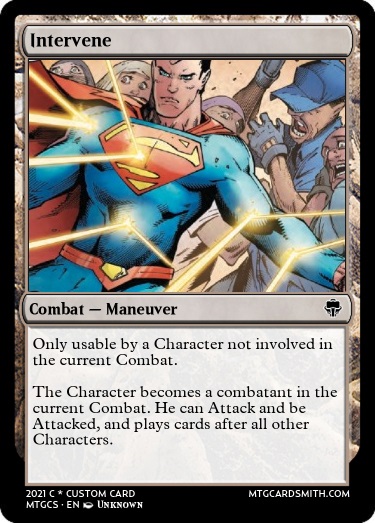 Intervene
Combat — Maneuver
Only usable by a Character not involved in
the current Combat.
The Character becomes a combatant in the
current Combat. He can Attack and be
Attacked, and plays cards after all other
Characters.
2021 C * CUSTOM CARD
MTGCS · EN Unknown
MTGCARDSMITH.COM